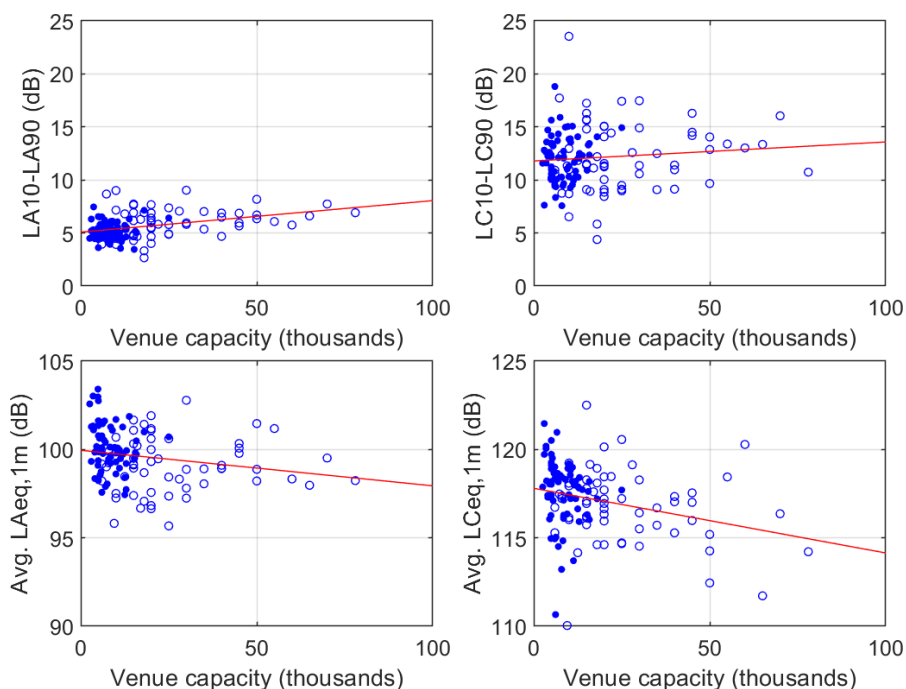 25
20
15
10
5
0
0 50 100
LA10-LA90 (dB)
Venue capacity (thousands)
25
20
15
10
5
0
0 50 100
LC10-LC90 (dB)
Venue capacity (thousands)
105
100
95
90
0 50 100
Avg. LAeq,1m (dB)
Venue capacity (thousands)
125
120
115
110
0 50 100
Avg. LCeq,1m (dB)
Venue capacity (thousands)